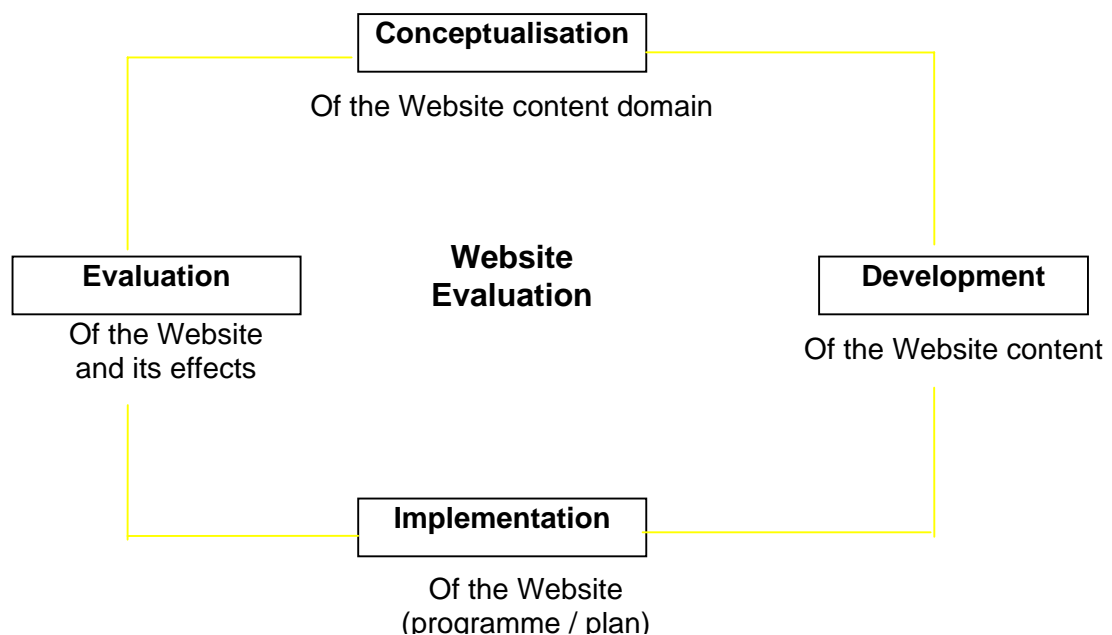 Conceptualisation
Of the Website content domain
Website
Evaluation
Evaluation
Of the Website
and its effects
Development
Of the Website content
Implementation
Of the Website
(programme / plan)